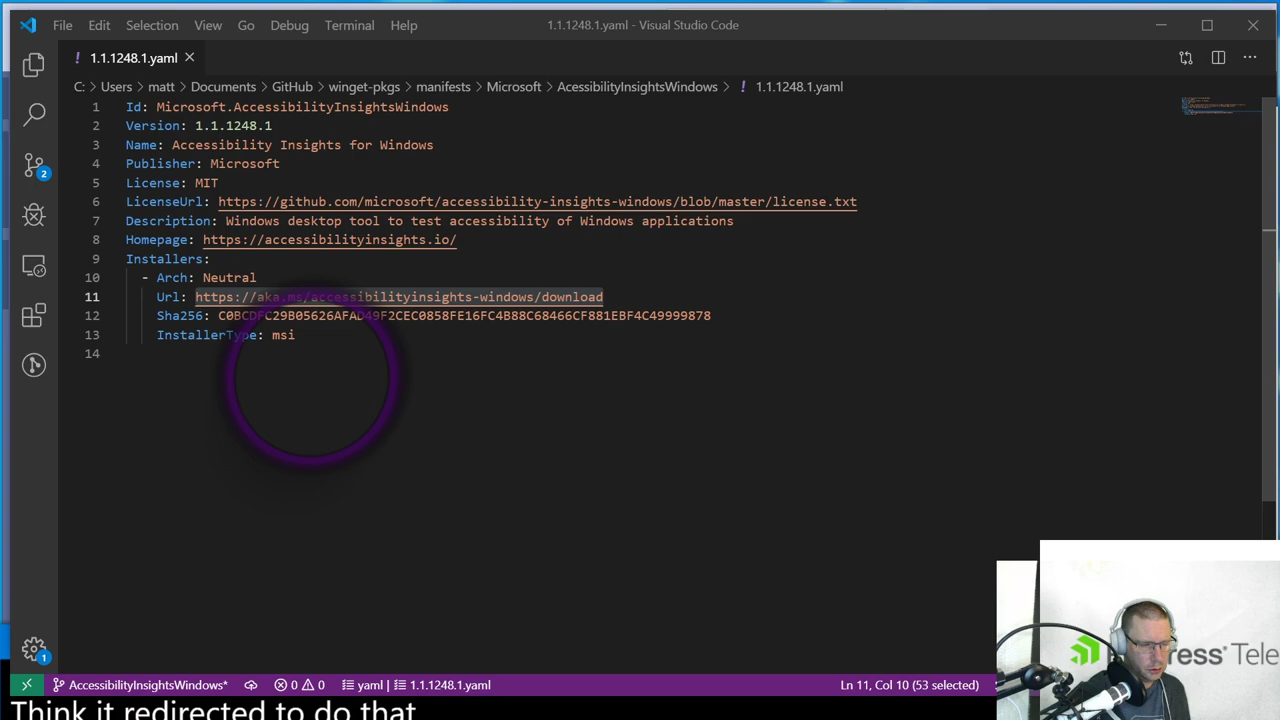 File Edit Selection View Go Debug Terminal Help
1.1.1248.1.yaml - Visual Studio Code
! 1.1.1248.1.yaml
C: > Users > matt > Documents > GitHub > winget-pkgs > manifests > Microsoft > AcessibilityInsightsWindows > ! 1.1.1248.1.yaml
1 Id: Microsoft.AccessibilityInsightsWindows
2 Version: 1.1.1248.1
3 Name: Accessibility Insights for Windows
4 Publisher: Microsoft
5 License: MIT
6 LicenseUrl: https://github.com/microsoft/accessibility-insights-windows/blob/master/license.txt
7 Description: Windows desktop tool to test accessibility of Windows applications
8 Homepage: https://accessibilityinsights.io/
9 Installers:
10 - Arch: Neutral
11 Url: https://aka.ms/accessibilityinsights-windows/download
12 Sha256: C0BCDFC29B05626AFAD49F2CEC0858FE16FC4B88C68466CF881EBF4C49999878
13 InstallerType: msi
14
2
1
AccessibilityInsightsWindows* 0 0 yaml | 1.1.1248.1.yaml Ln 11, Col 10 (53 selected)
Think it redirected to do that